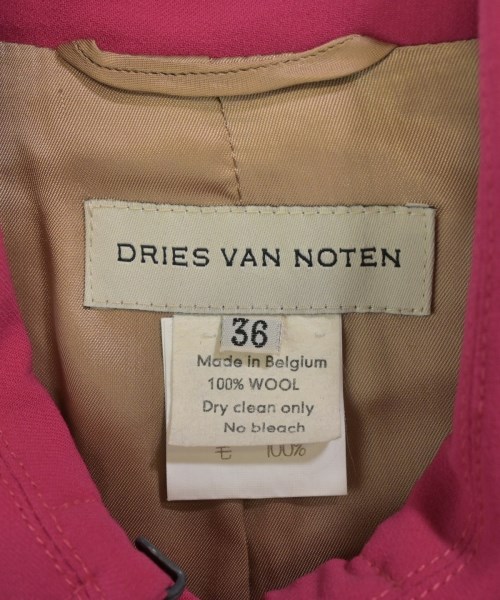 DRIES VAN NOTEN
36
Made in Belgium
100% WOOL
Dry clean only
No bleach
毛 100%